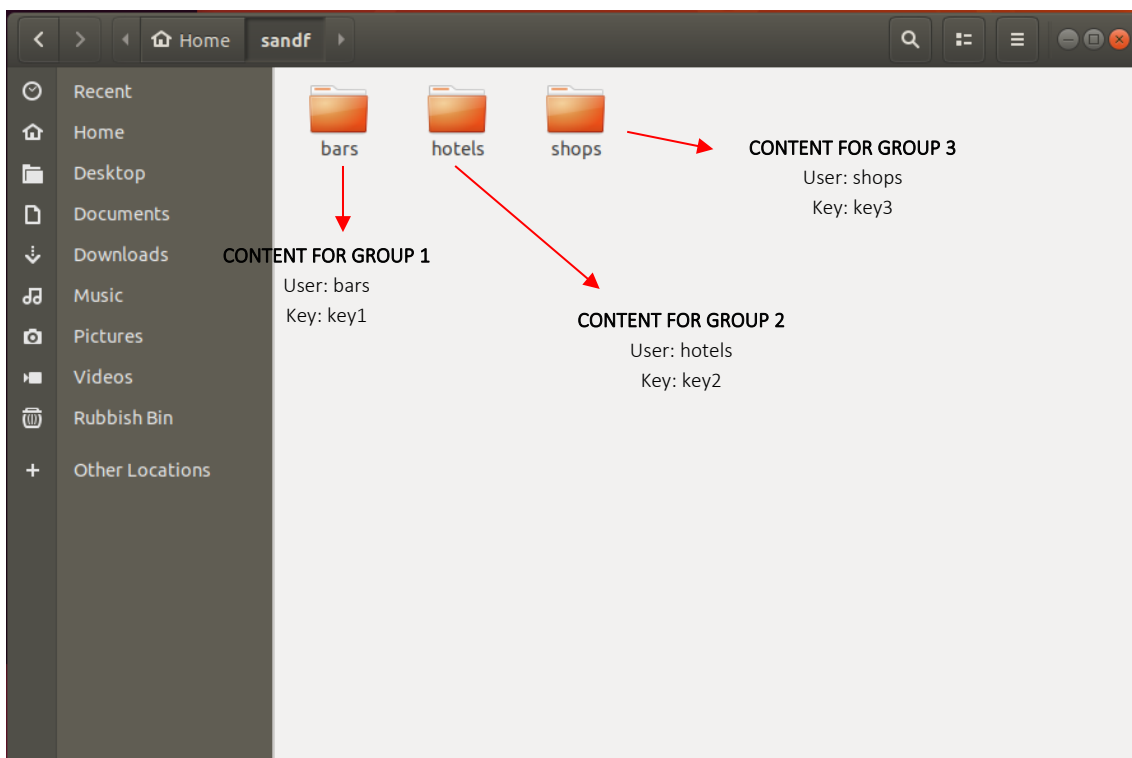 Home sandf
Recent
Home
Desktop
Documents
Downloads
Music
Pictures
Videos
Rubbish Bin
Other Locations
bars hotels shops
CONTENT FOR GROUP 3
User: shops
Key: key3
CONTENT FOR GROUP 1
User: bars
Key: key1
CONTENT FOR GROUP 2
User: hotels
Key: key2